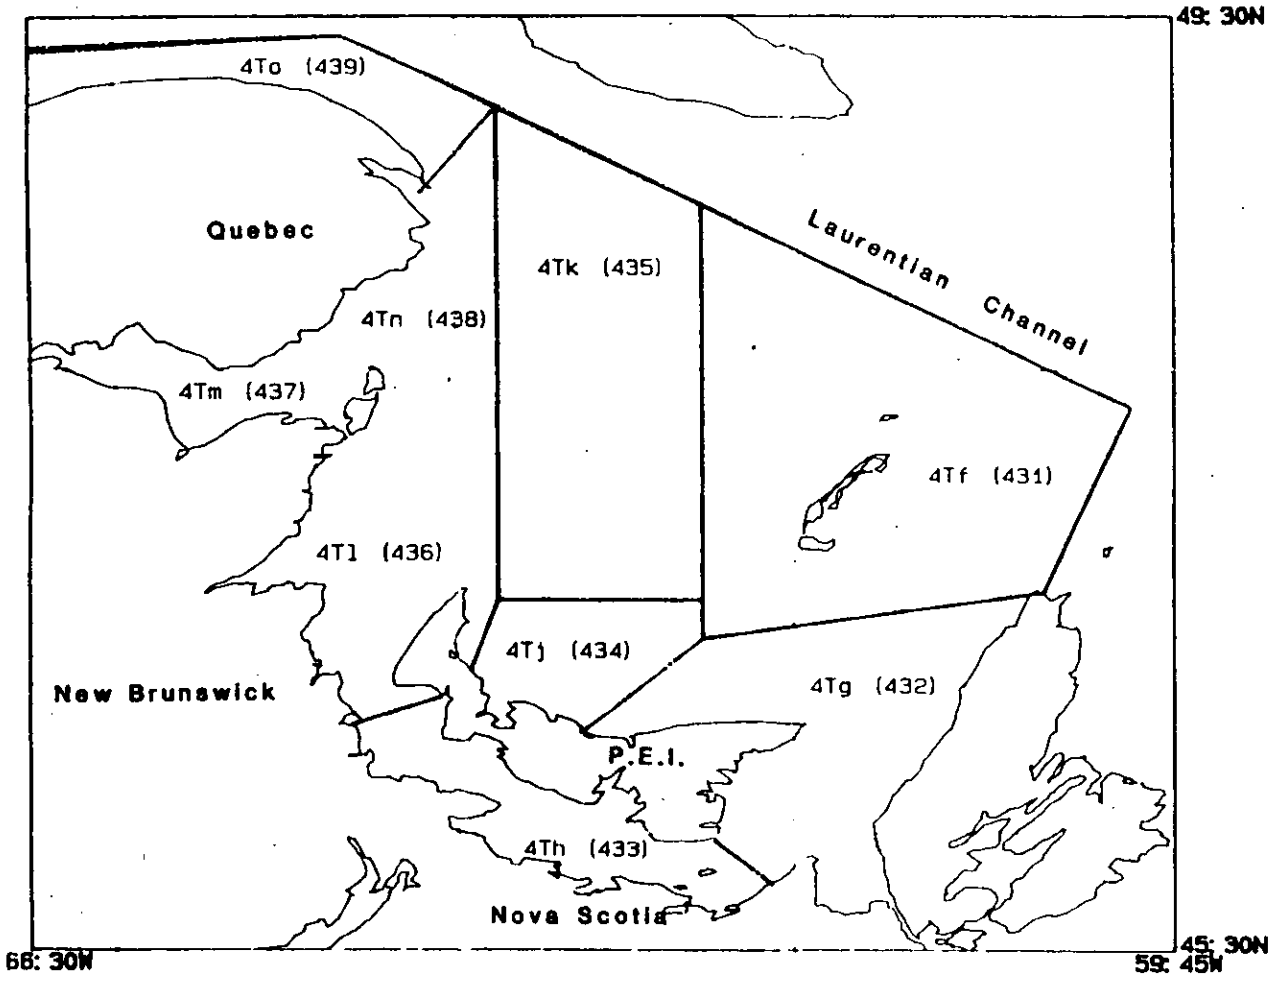 49:30N
4To (439)
Quebec
Laurentian Channel
4Tk (435)
4Tn (438)
4Tm (437)
4Tf (431)
4Tl (436)
4Tj (434)
4Tg (432)
New Brunswick
P.E.I.
4Th (433)
Nova Scotia
45:30N
66:30W
59:45W